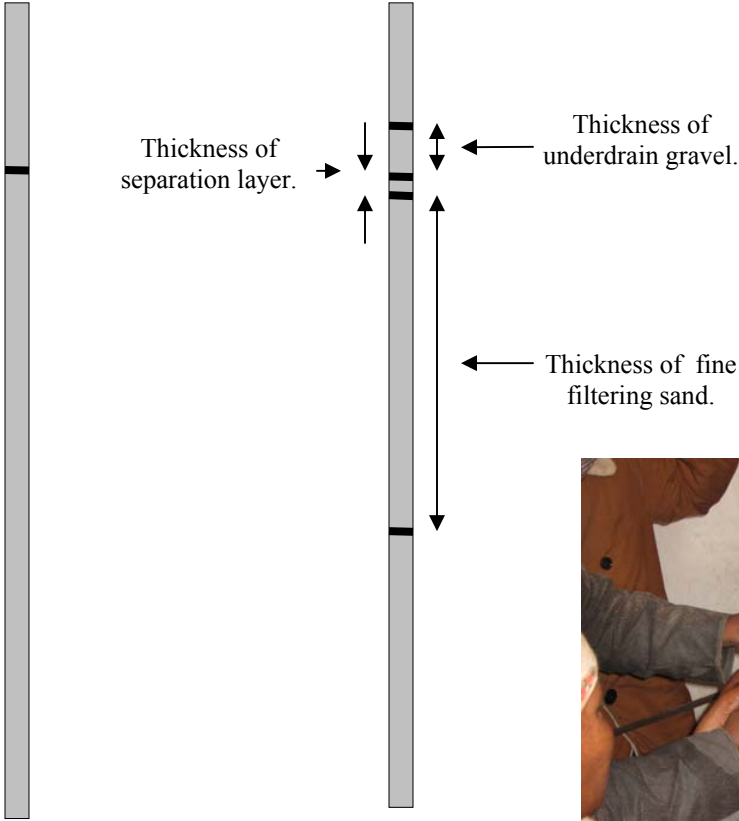 Thickness of
separation layer.
Thickness of
underdrain gravel.
Thickness of fine
filtering sand.